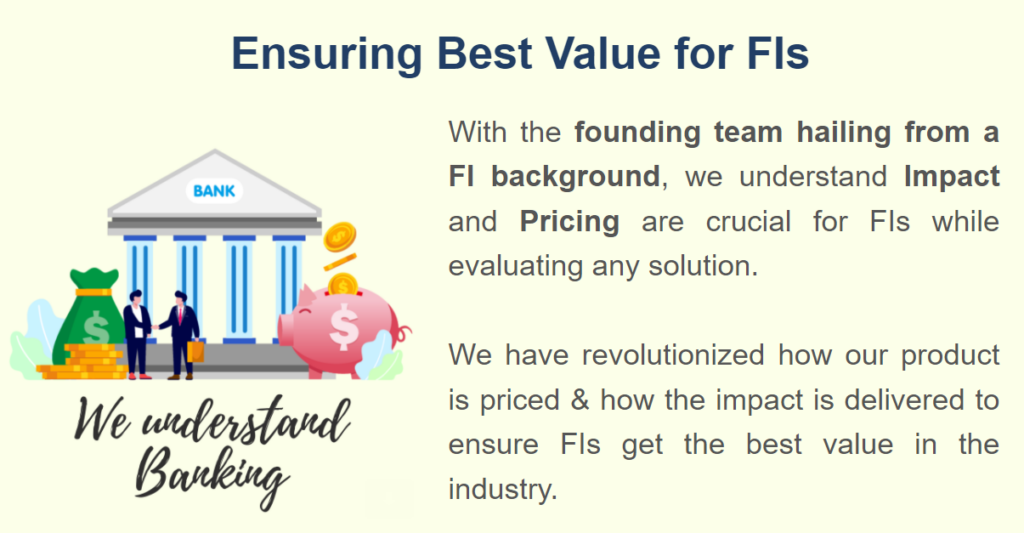 Ensuring Best Value for FIs
BANK
$
$
$
$
We understand
Banking
With the founding team hailing from a
FI background, we understand Impact
and Pricing are crucial for FIs while
evaluating any solution.
We have revolutionized how our product
is priced & how the impact is delivered to
ensure FIs get the best value in the
industry.